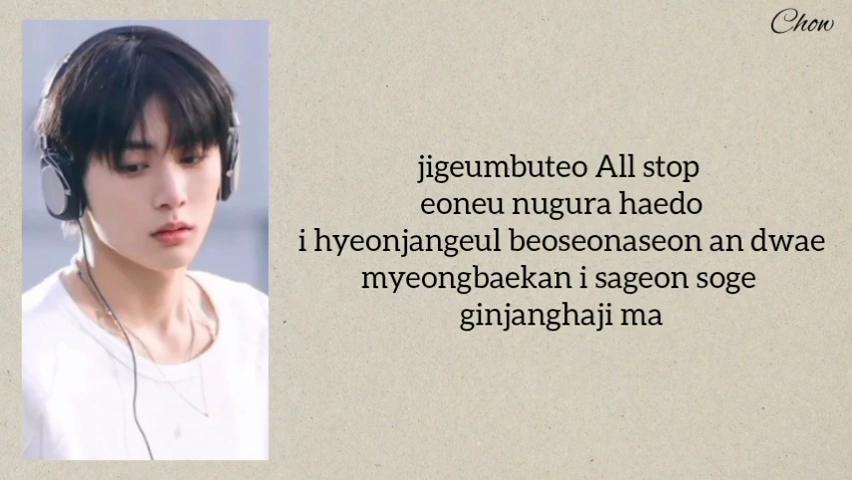 Chow
jigeumbuteo All stop
eoneu nugura haedo
i hyeonjangeul beoseonaseon an dwae
myeongbaekan i sageon soge
ginjanghaji ma